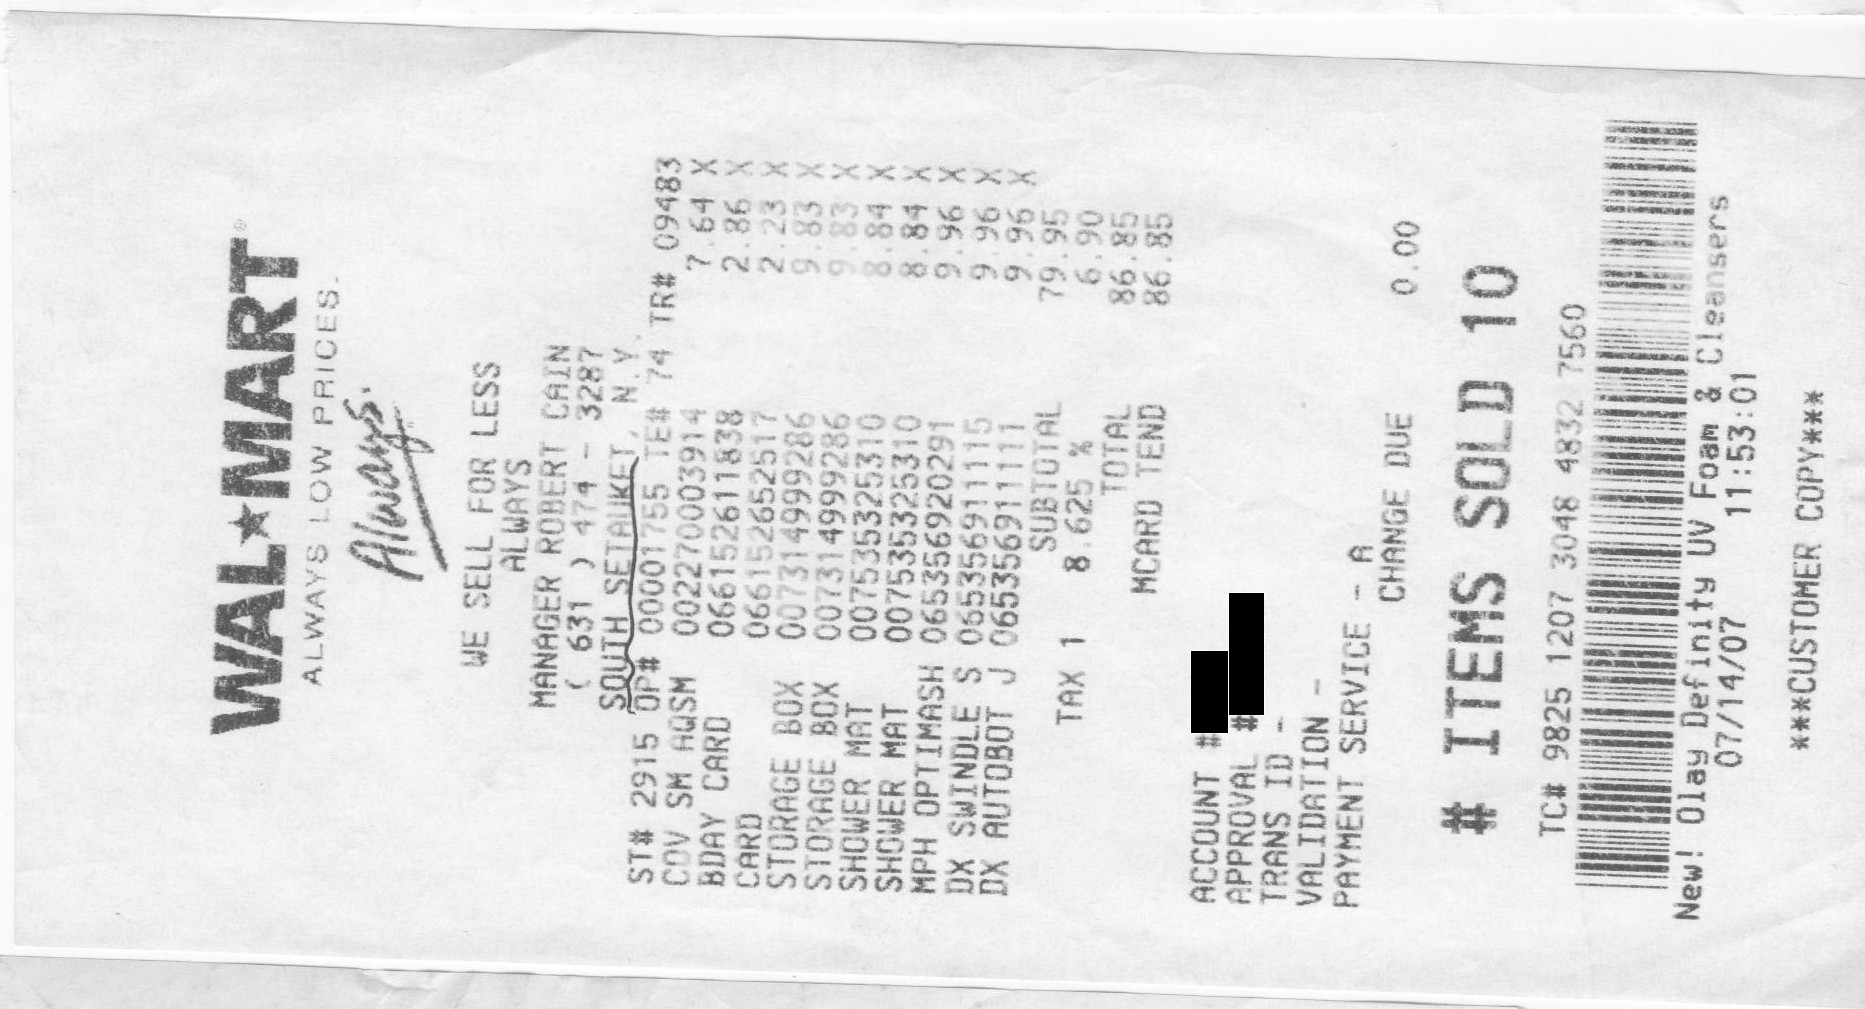 WAL★MART®
ALWAYS LOW PRICES.
Always.
WE SELL FOR LESS
ALWAYS
MANAGER ROBERT CAIN
( 631 ) 474 - 3287
SOUTH SETAUKET, N.Y.
ST# 2915 OP# 00001755 TE# 74 TR# 09483
COV SM AQSM 002270003914 7.64 X
BDAY CARD 066152611838 2.86 X
CARD 066152652517 2.23 X
STORAGE BOX 007314999286 9.83 X
STORAGE BOX 007314999286 9.83 X
SHOWER MAT 007535325310 8.84 X
SHOWER MAT 007535325310 8.84 X
MPH OPTIMASH 065356920291 9.96 X
DX SWINDLE S 065356911115 9.96 X
DX AUTOBOT J 065356911111 9.96 X
SUBTOTAL 79.95
TAX 1 8.625 % 6.90
TOTAL 86.85
MCARD TEND 86.85
ACCOUNT #
APPROVAL #
TRANS ID -
VALIDATION -
PAYMENT SERVICE - A
CHANGE DUE 0.00
# ITEMS SOLD 10
TC# 9825 1207 3048 4832 7560
New! Olay Definity UV Foam & Cleansers
07/14/07 11:53:01
***CUSTOMER COPY***